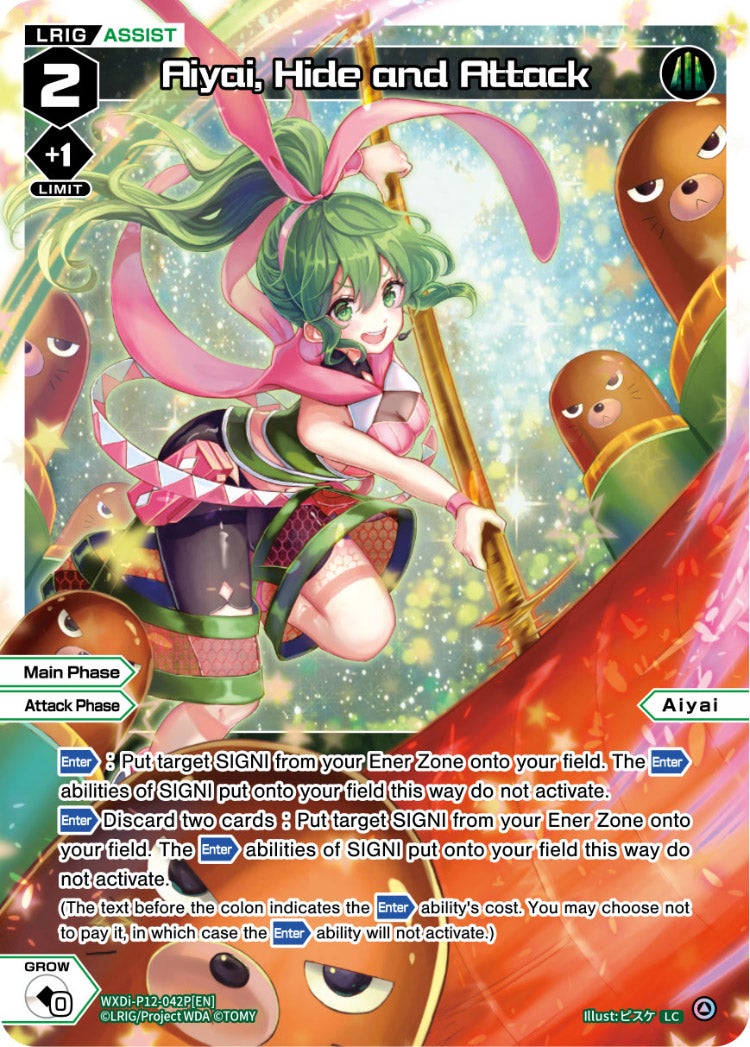 LRIG ASSIST
2
Aiyai, Hide and Attack
+1
LIMIT
Main Phase
Attack Phase
Aiyai
Enter : Put target SIGNI from your Ener Zone onto your field. The Enter
abilities of SIGNI put onto your field this way do not activate.
Enter Discard two cards : Put target SIGNI from your Ener Zone onto
your field. The Enter abilities of SIGNI put onto your field this way do
not activate.
(The text before the colon indicates the Enter ability's cost. You may choose not
to pay it, in which case the Enter ability will not activate.)
GROW
0
WXDi-P12-042P[EN]
©LRIG/Project WDA ©TOMY
Illust:ピスケ LC